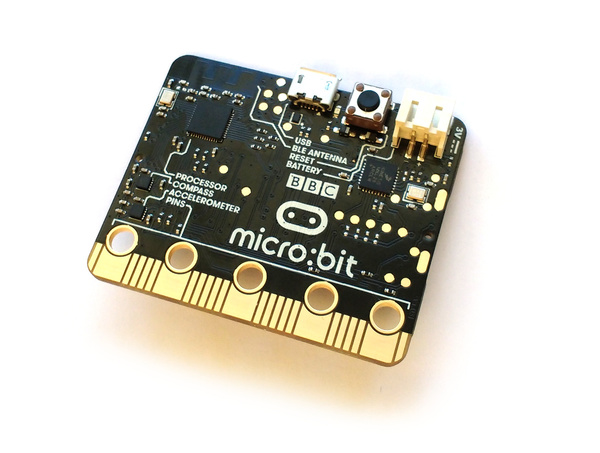 3V
USB
BLE ANTENNA
RESET
BATTERY
PROCESSOR
COMPASS
ACCELEROMETER
PINS
BBC
micro:bit